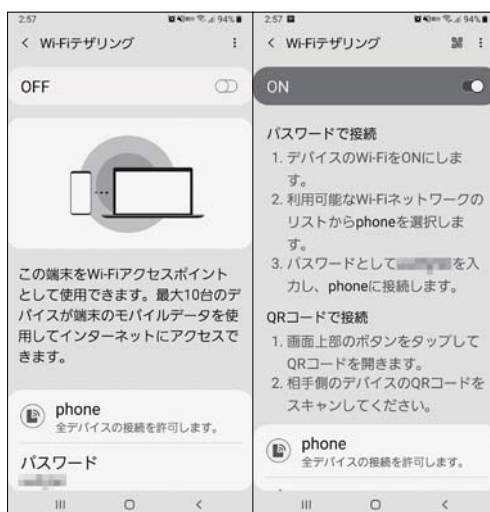 2:57
94%
Wi-Fiテザリング
OFF
この端末をWi-Fiアクセスポイント
として使用できます。最大10台のデ
バイスが端末のモバイルデータを使
用してインターネットにアクセスで
きます。
phone
全デバイスの接続を許可します。
パスワード
2:57
94%
Wi-Fiテザリング
ON
パスワードで接続
1. デバイスのWi-FiをONにしま
す。
2. 利用可能なWi-Fiネットワークの
リストからphoneを選択しま
す。
3. パスワードとして
を入
力し、phoneに接続します。
QRコードで接続
1. 画面上部のボタンをタップして
QRコードを開きます。
2. 相手側のデバイスのQRコードを
スキャンしてください。
phone
全デバイスの接続を許可します。